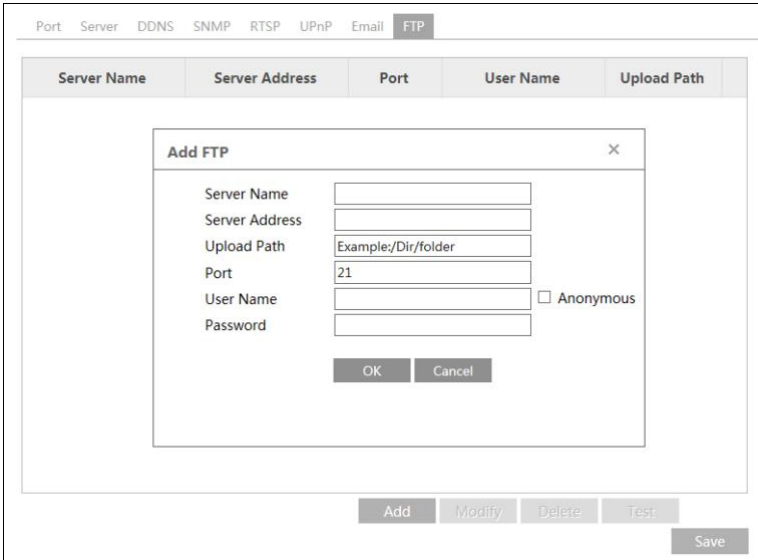 Port Server DDNS SNMP RTSP UPnP Email FTP
Server Name Server Address Port User Name Upload Path
Add FTP ×
Server Name
Server Address
Upload Path Example:/Dir/folder
Port 21
User Name Anonymous
Password
OK Cancel
Add Modify Delete Test
Save